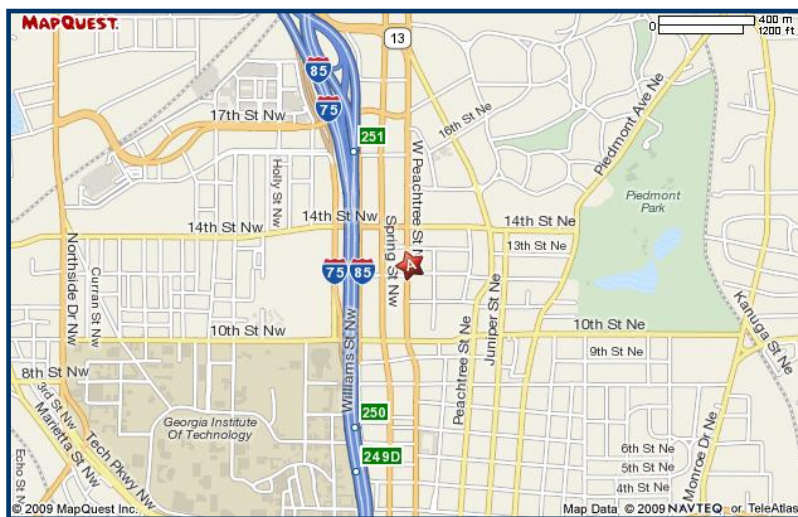 MAPQUEST.
0 400 m
1200 ft
13
85
75
17th St Nw
251
16th St Ne
Piedmont Ave Ne
W Peachtree St N
Holly St Nw
Piedmont
Park
14th St Nw
14th St Nw
14th St Ne
13th St Ne
Northside Dr Nw
Curran St Nw
Spring St Nw
A
75
85
10th St Nw
10th St Ne
Kanuga St Ne
Williams St Nw
Peachtree St Ne
Juniper St Ne
9th St Ne
8th St Nw
3rd St Nw
Marietta St Nw
Tech Pkwy Nw
Georgia Institute
Of Technology
250
249D
Monroe Dr Ne
6th St Ne
5th St Ne
4th St Ne
Echo St N
© 2009 MapQuest Inc.
Map Data © 2009 NAVTEQ or TeleAtlas